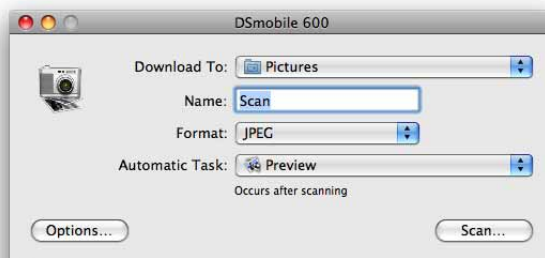 DSmobile 600
Download To: Pictures
Name: Scan
Format: JPEG
Automatic Task: Preview
Occurs after scanning
Options... Scan...